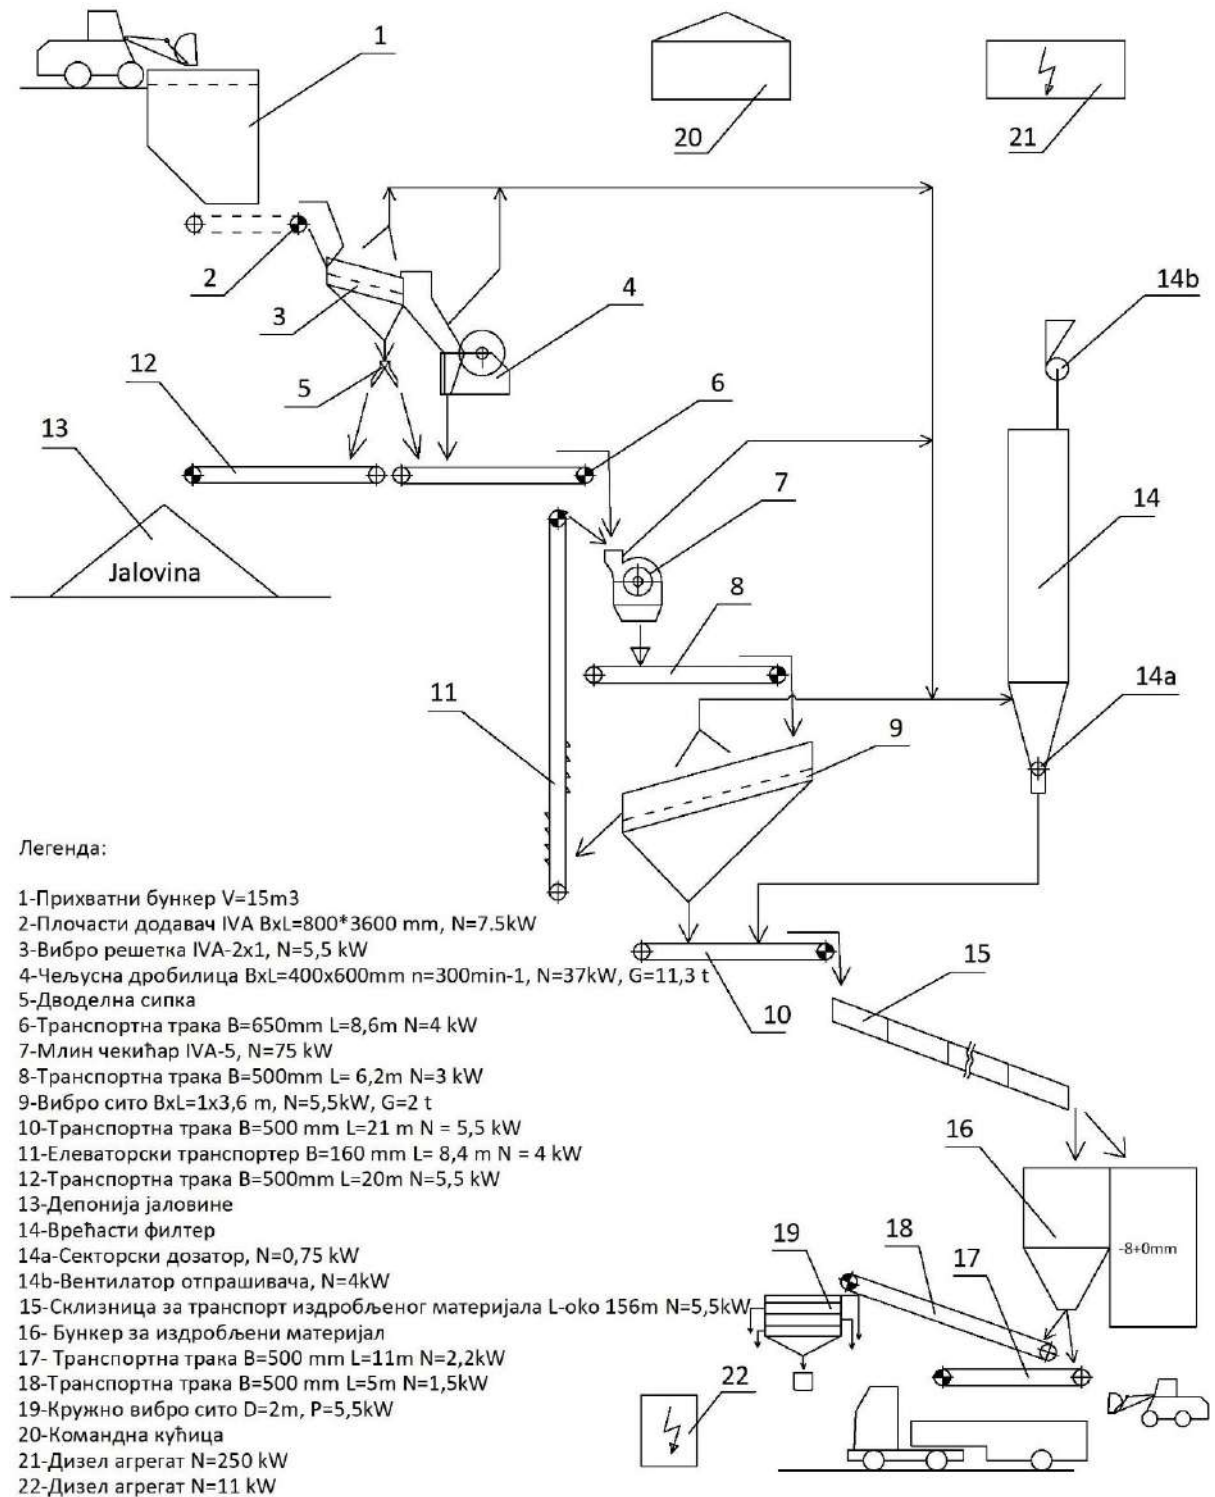 1
20
21
2
3
4
14b
5
12
6
13
7
14
Jalovina
8
14a
11
9
10
15
16
-8+0mm
19
18
17
22
Легенда:
1-Прихватни бункер V=15m3
2-Плочасти додавач IVA BxL=800*3600 mm, N=7.5kW
3-Вибро решетка IVA-2x1, N=5,5 kW
4-Чељусна дробилица BxL=400x600mm n=300min-1, N=37kW, G=11,3 t
5-Дводелна сипка
6-Транспортна трака B=650mm L=8,6m N=4 kW
7-Млин чекићар IVA-5, N=75 kW
8-Транспортна трака B=500mm L= 6,2m N=3 kW
9-Вибро сито BxL=1x3,6 m, N=5,5kW, G=2 t
10-Транспортна трака B=500 mm L=21 m N = 5,5 kW
11-Елеваторски транспортер B=160 mm L= 8,4 m N = 4 kW
12-Транспортна трака B=500mm L=20m N=5,5 kW
13-Депонија јаловине
14-Врећасти филтер
14a-Секторски дозатор, N=0,75 kW
14b-Вентилатор отпрашивача, N=4kW
15-Склизница за транспорт издробљеног материјала L-oko 156m N=5,5kW
16- Бункер за издробљени материјал
17- Транспортна трака B=500 mm L=11m N=2,2kW
18-Транспортна трака B=500 mm L=5m N=1,5kW
19-Кружно вибро сито D=2m, P=5,5kW
20-Командна кућица
21-Дизел агрегат N=250 kW
22-Дизел агрегат N=11 kW